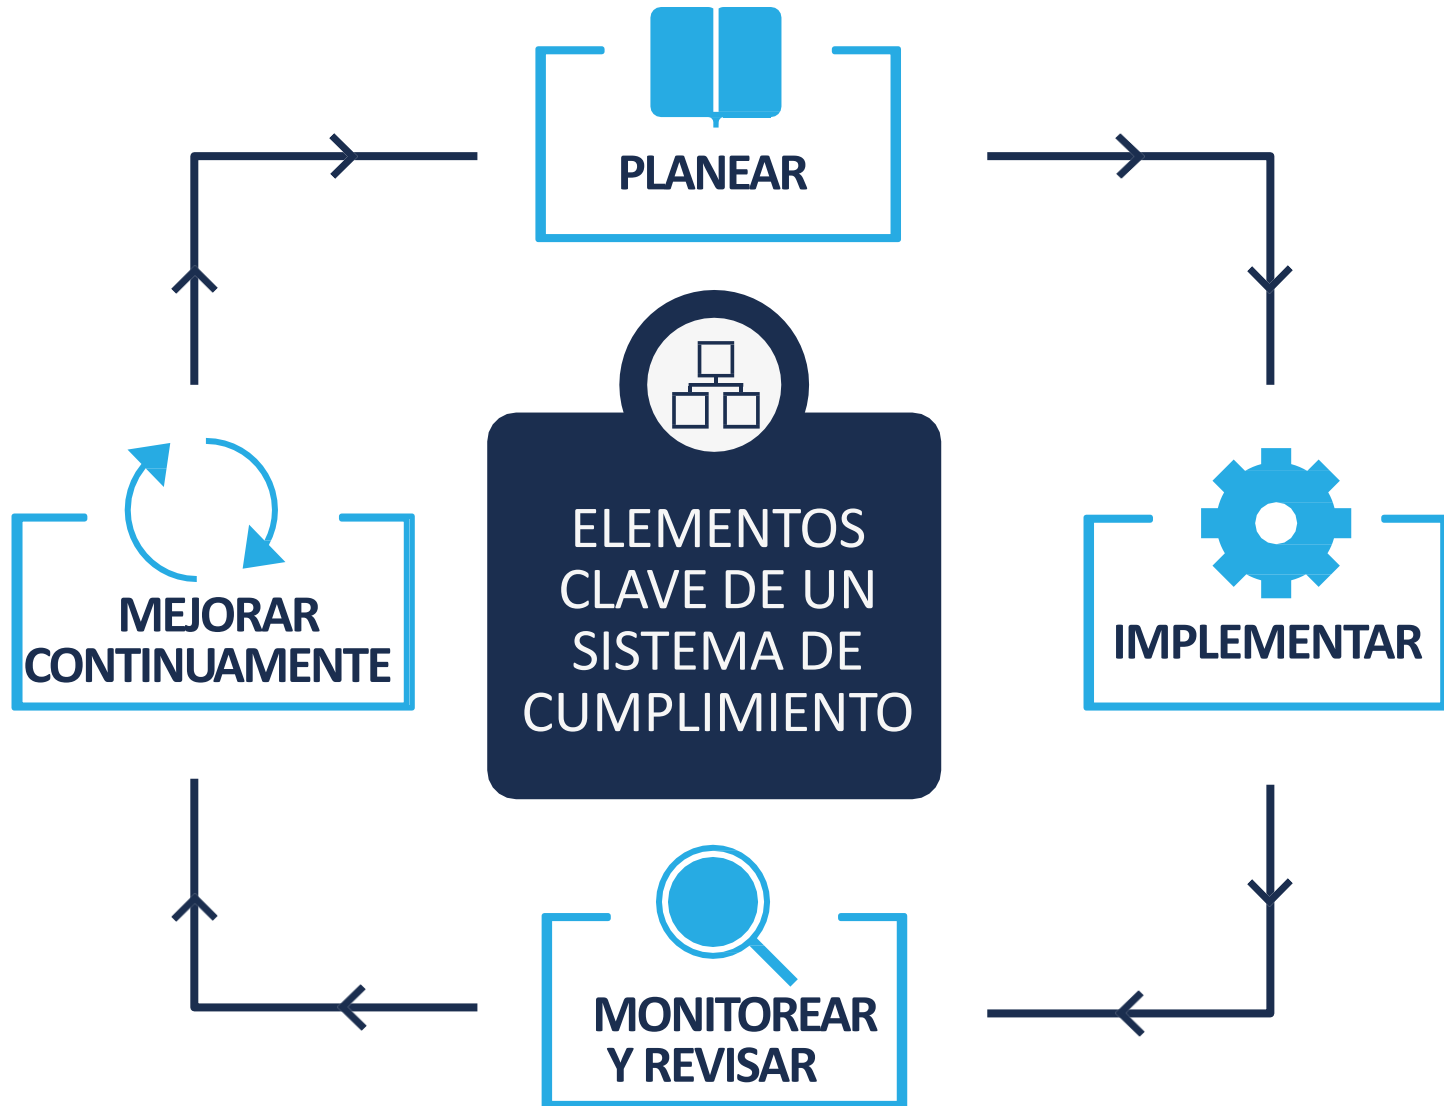 PLANEAR
ELEMENTOS
CLAVE DE UN
SISTEMA DE
CUMPLIMIENTO
MEJORAR
CONTINUAMENTE
IMPLEMENTAR
MONITOREAR
Y REVISAR